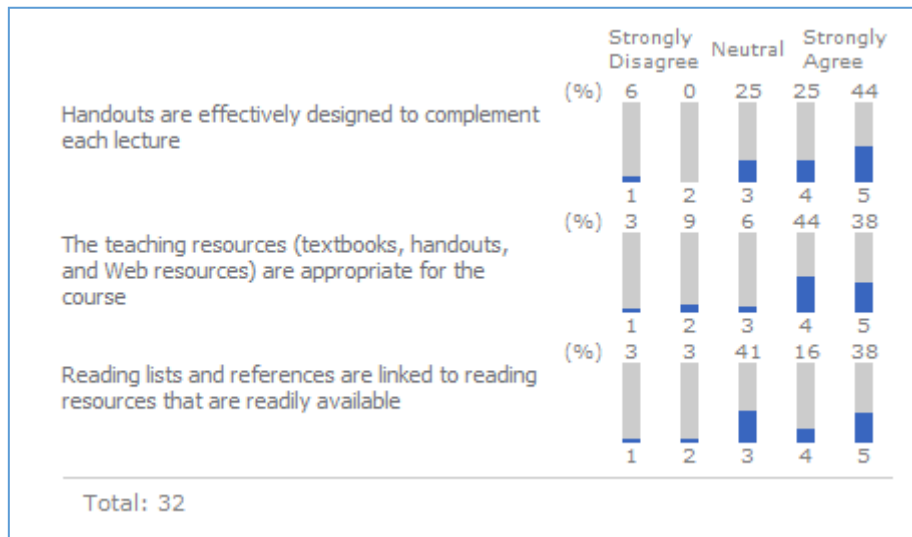 Strongly Disagree Neutral Strongly Agree
(%) 6 0 25 25 44
Handouts are effectively designed to complement
each lecture
1 2 3 4 5
(%) 3 9 6 44 38
The teaching resources (textbooks, handouts,
and Web resources) are appropriate for the
course
1 2 3 4 5
(%) 3 3 41 16 38
Reading lists and references are linked to reading
resources that are readily available
1 2 3 4 5
Total: 32